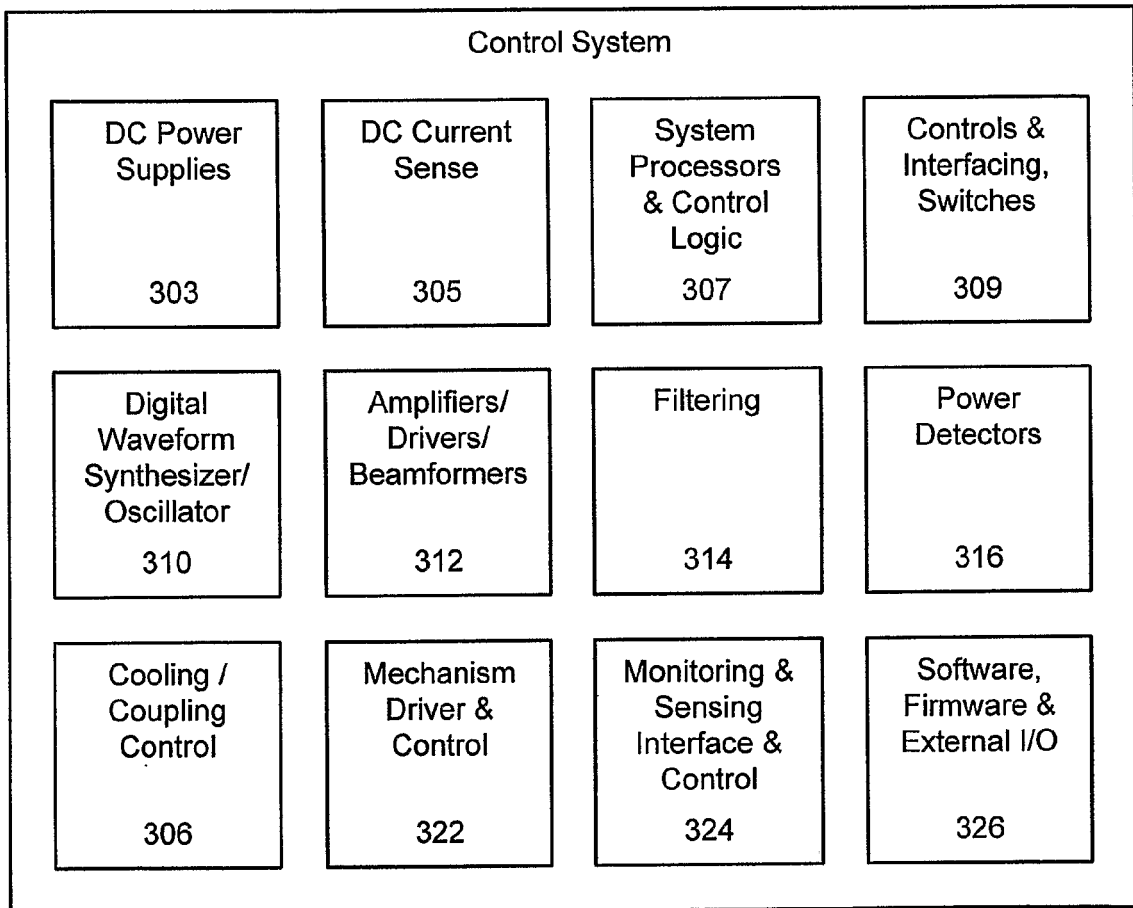 Control System
DC Power
Supplies
303
DC Current
Sense
305
System
Processors
& Control
Logic
307
Controls &
Interfacing,
Switches
309
Digital
Waveform
Synthesizer/
Oscillator
310
Amplifiers/
Drivers/
Beamformers
312
Filtering
314
Power
Detectors
316
Cooling /
Coupling
Control
306
Mechanism
Driver &
Control
322
Monitoring &
Sensing
Interface &
Control
324
Software,
Firmware &
External I/O
326